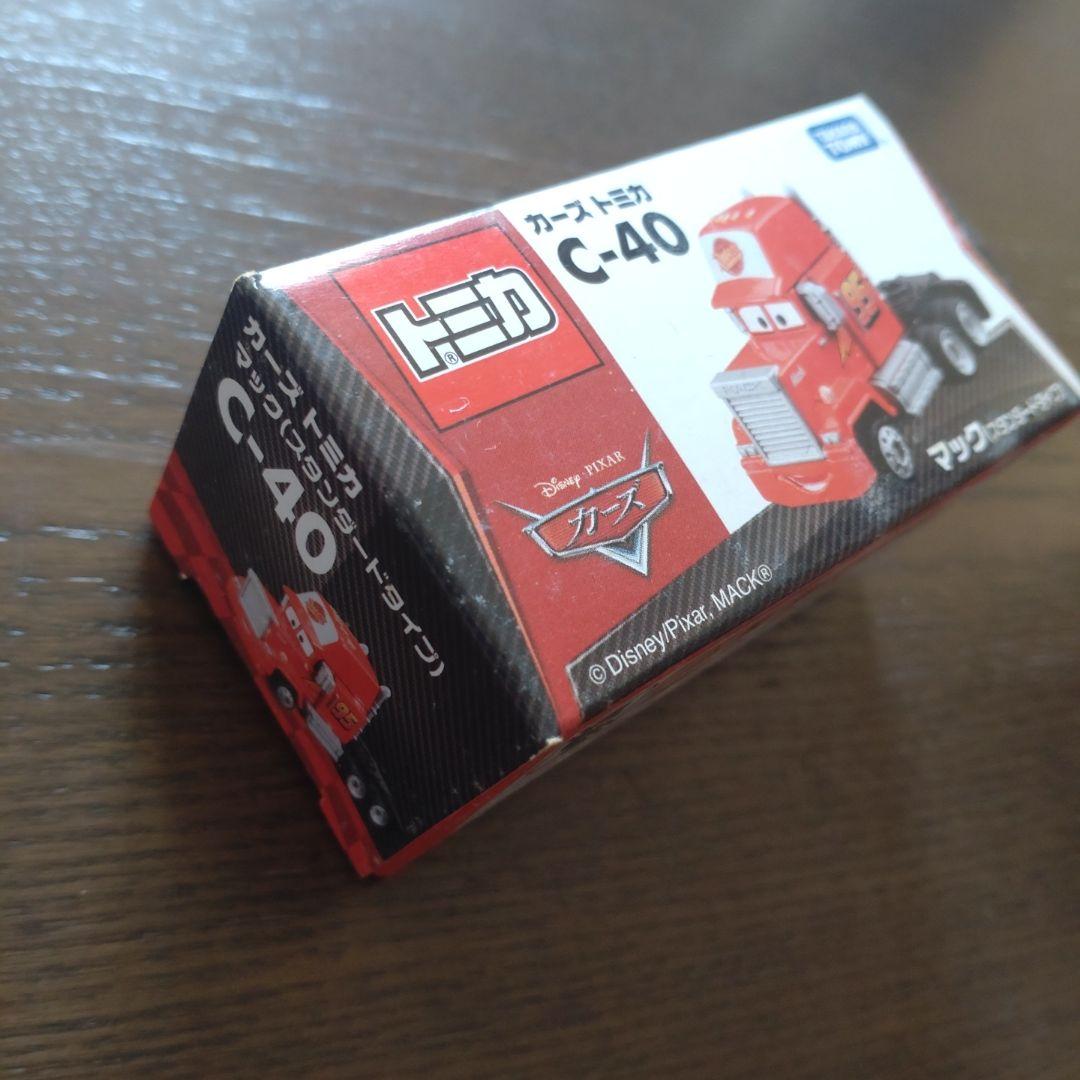 カーズ トミカ
マック(スタンダードタイプ)
C-40
95
トミカ®
Disney・PIXAR
カーズ
カーズ トミカ
C-40
TAKARA
TOMY
95
マック(スタンダードタイプ)
©Disney/Pixar, MACK®